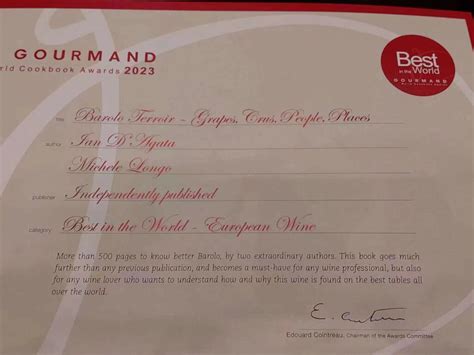 GOURMAND
rld Cookbook Awards 2023
Best
in the World
GOURMAND
title Barolo Terroir - Grapes, Crus, People, Places
author Ian D'Agata
Michele Longo
publisher Independently published
category Best in the World - European Wine
More than 500 pages to know better Barolo, by two extraordinary authors. This book goes much
further than any previous publication, and becomes a must-have for any wine professional, but also
for any wine lover who wants to understand how and why this wine is found on the best tables all
over the world.
Edouard Cointreau, Chairman of the Awards Committee